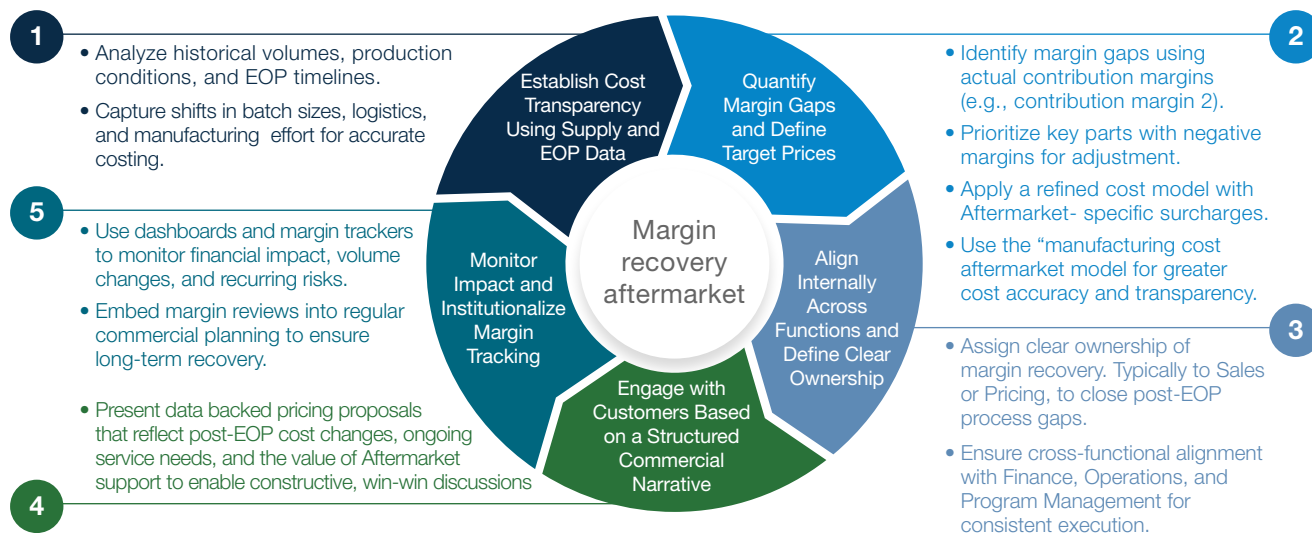 1
• Analyze historical volumes, production
conditions, and EOP timelines.
• Capture shifts in batch sizes, logistics,
and manufacturing effort for accurate
costing.
Establish Cost
Transparency
Using Supply and
EOP Data
Quantify
Margin Gaps
and Define
Target Prices
2
• Identify margin gaps using
actual contribution margins
(e.g., contribution margin 2).
• Prioritize key parts with negative
margins for adjustment.
• Apply a refined cost model with
Aftermarket- specific surcharges.
• Use the “manufacturing cost
aftermarket model for greater
cost accuracy and transparency.
Margin
recovery
aftermarket
5
• Use dashboards and margin trackers
to monitor financial impact, volume
changes, and recurring risks.
• Embed margin reviews into regular
commercial planning to ensure
long-term recovery.
Monitor
Impact and
Institutionalize
Margin
Tracking
Align
Internally
Across
Functions and
Define Clear
Ownership
3
• Assign clear ownership of
margin recovery. Typically to Sales
or Pricing, to close post-EOP
process gaps.
• Ensure cross-functional alignment
with Finance, Operations, and
Program Management for
consistent execution.
Engage with
Customers Based
on a Structured
Commercial
Narrative
• Present data backed pricing proposals
that reflect post-EOP cost changes, ongoing
service needs, and the value of Aftermarket
support to enable constructive, win-win discussions
4